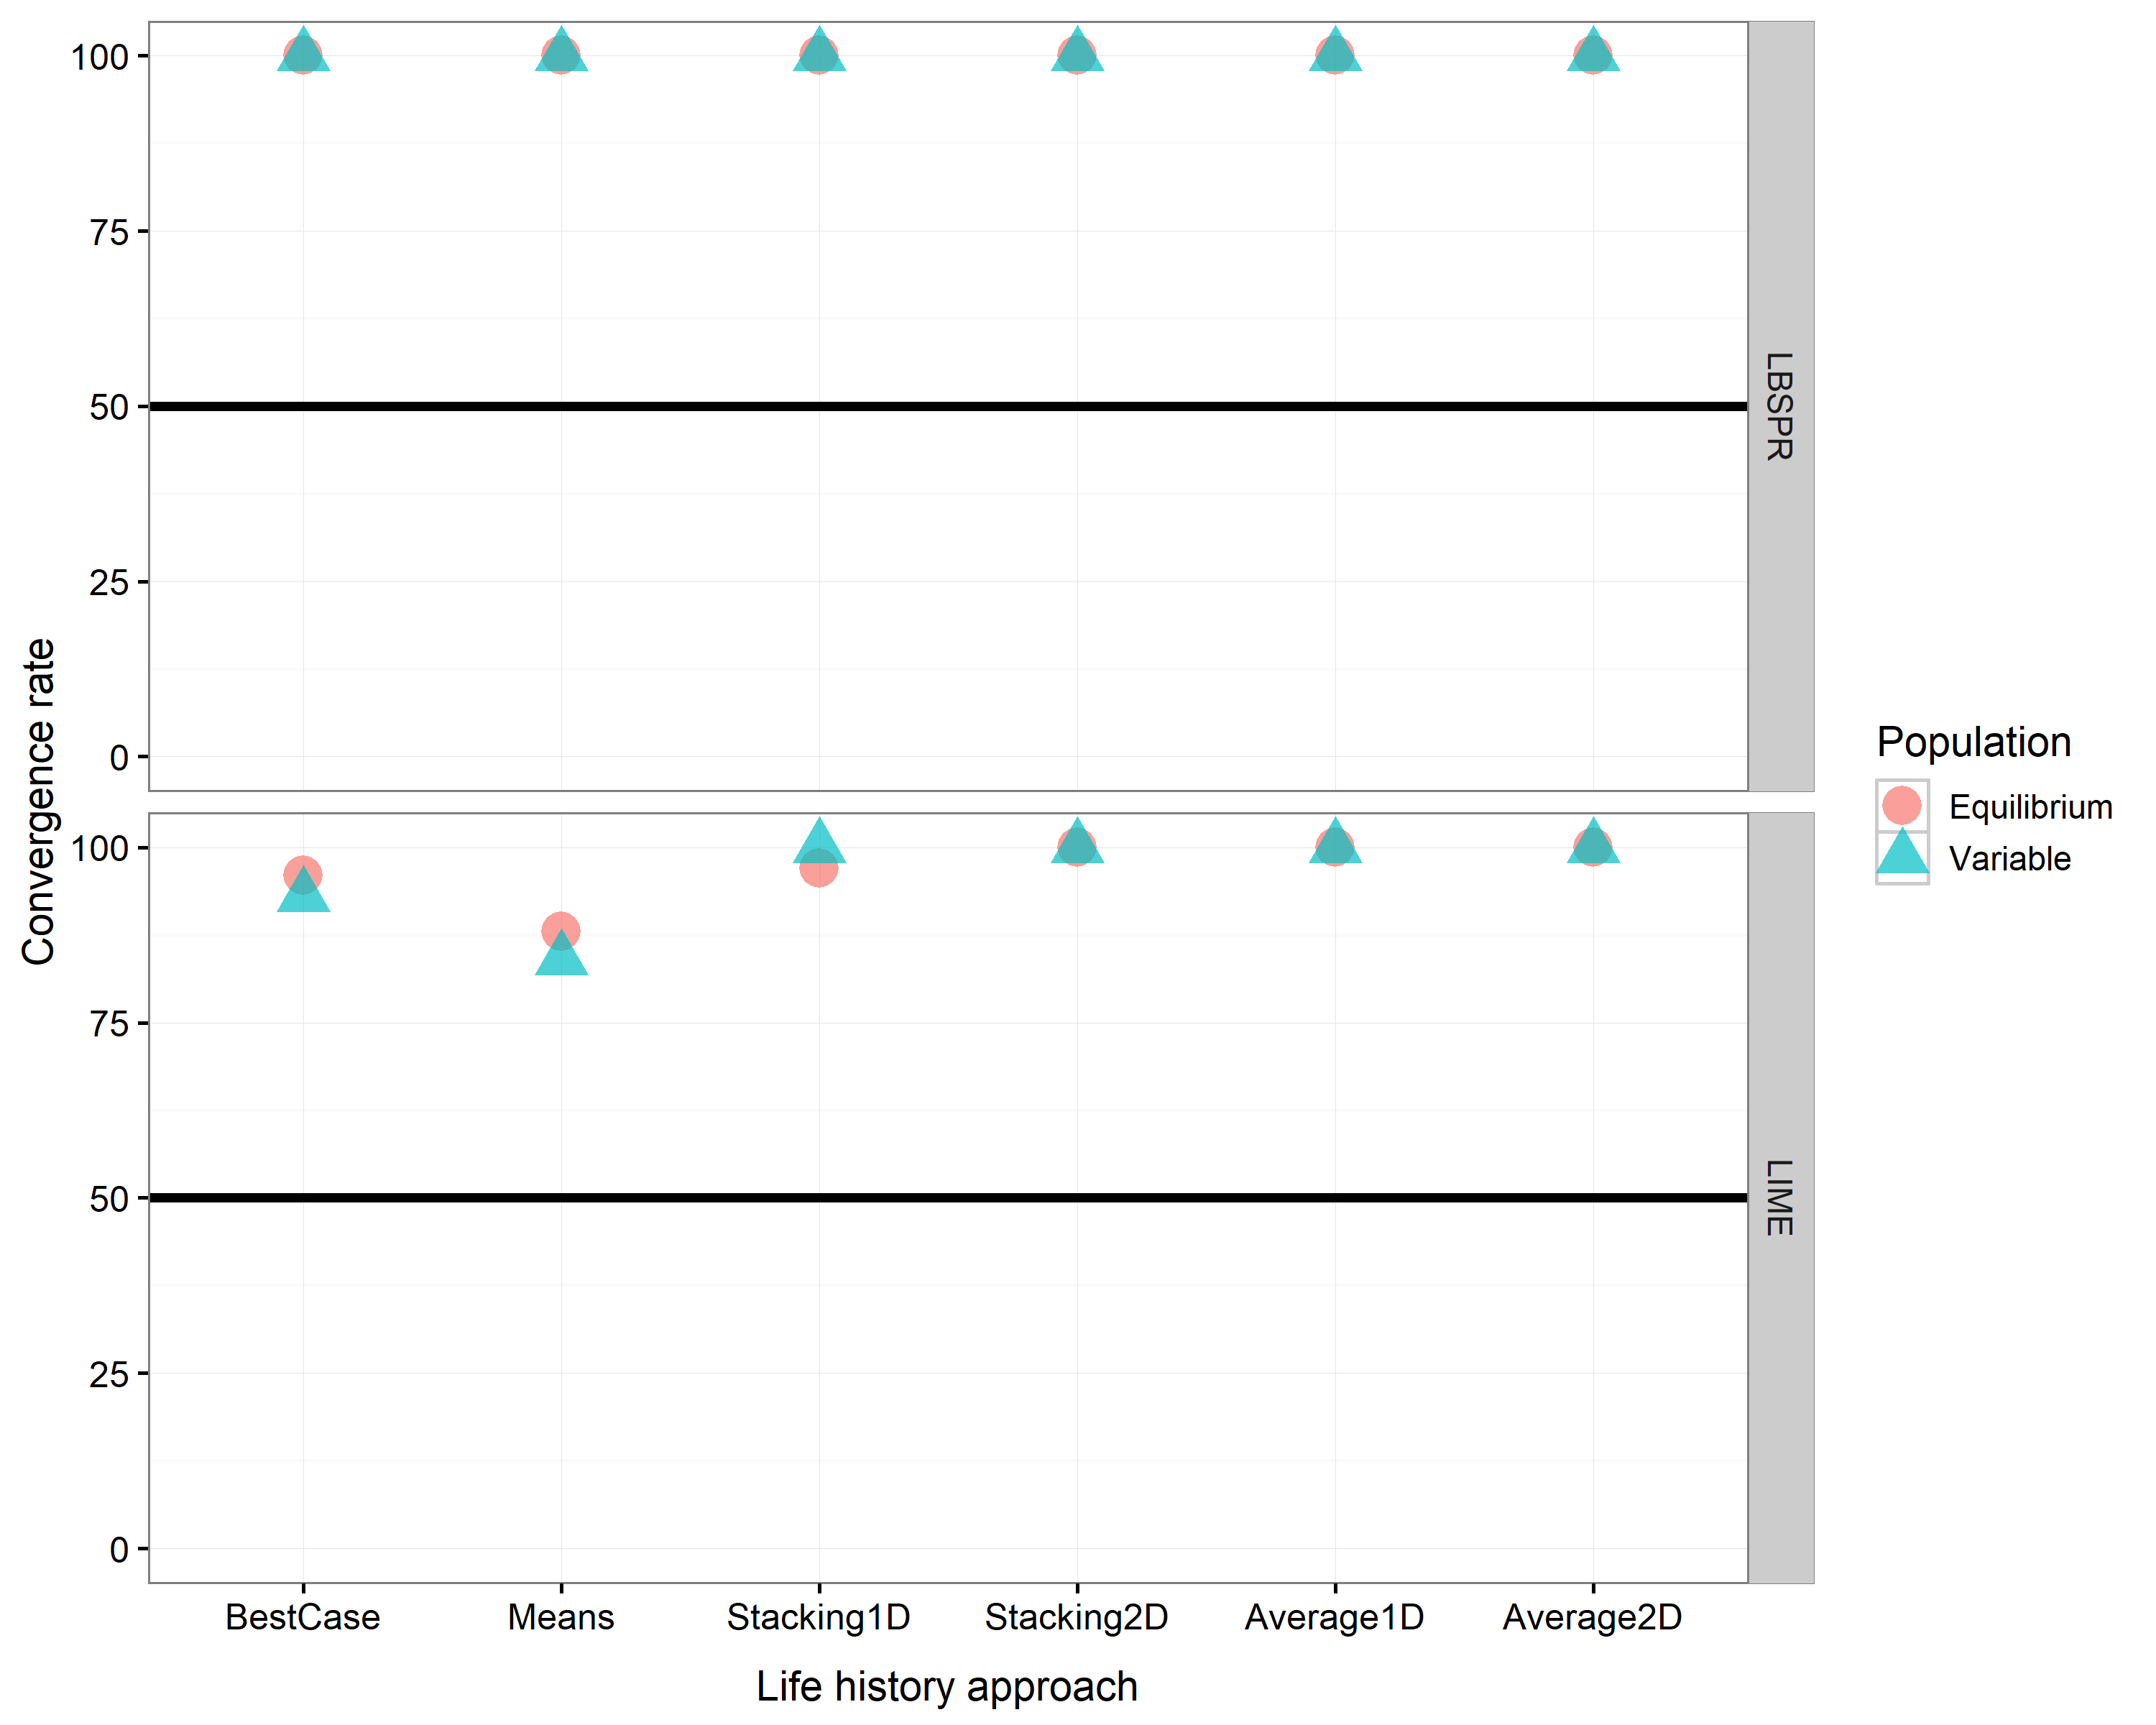 Convergence rate
100
75
50
25
0
LBSPR
100
75
50
25
0
LIME
BestCase
Means
Stacking1D
Stacking2D
Average1D
Average2D
Life history approach
Population
Equilibrium
Variable